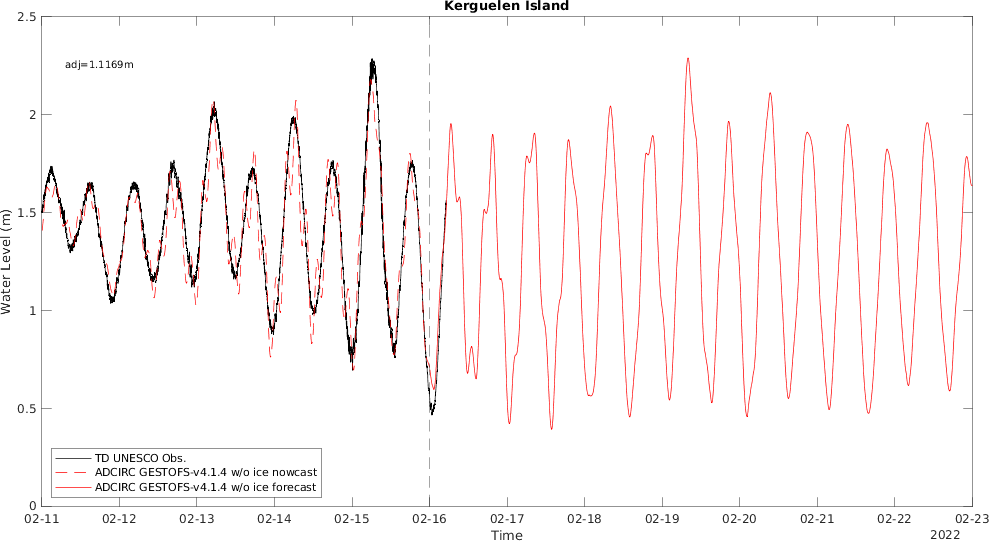 Kerguelen Island
2.5
adj=1.1169m
2
1.5
Water Level (m)
1
0.5
TD UNESCO Obs.
ADCIRC GESTOFS-v4.1.4 w/o ice nowcast
ADCIRC GESTOFS-v4.1.4 w/o ice forecast
0
02-11 02-12 02-13 02-14 02-15 02-16 02-17 02-18 02-19 02-20 02-21 02-22 02-23
Time
2022